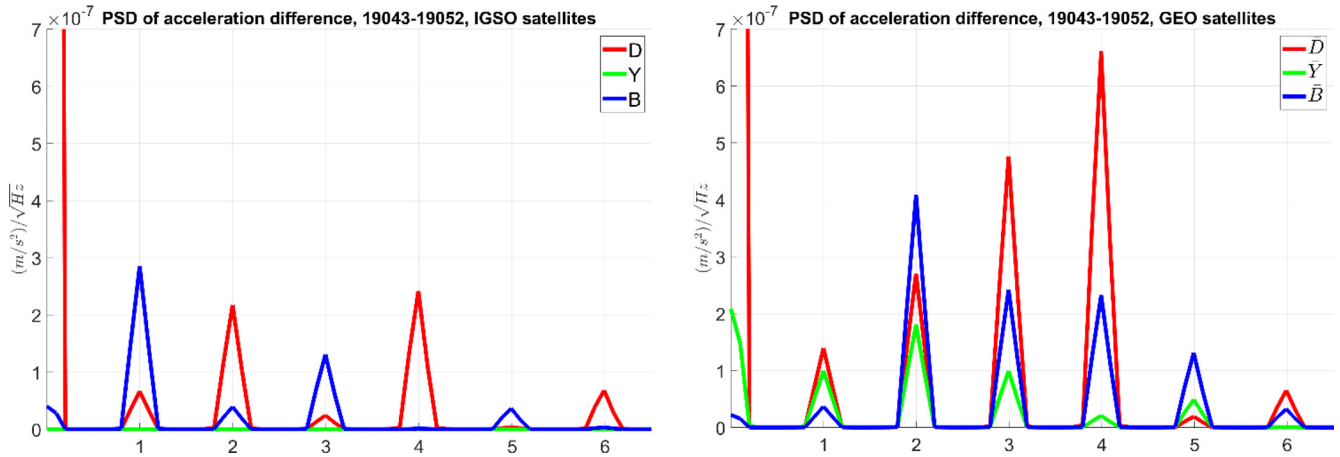 ×10⁻⁷ PSD of acceleration difference, 19043-19052, IGSO satellites
7
6
5
4
3
2
1
0
(m/s²)/√Hz
D
Y
B
1 2 3 4 5 6
×10⁻⁷ PSD of acceleration difference, 19043-19052, GEO satellites
7
6
5
4
3
2
1
0
(m/s²)/√Hz
D̄
Ȳ
B̄
1 2 3 4 5 6